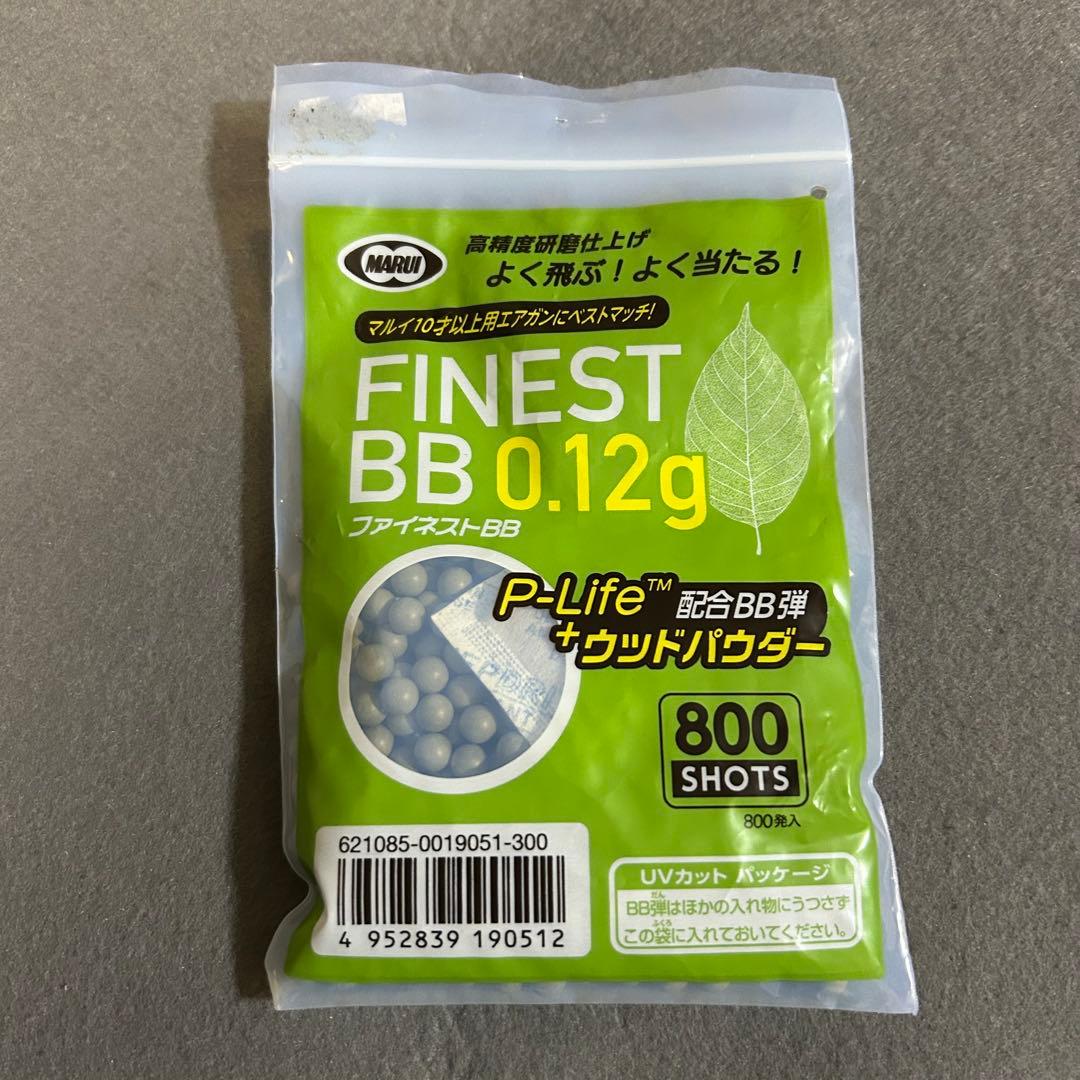 MARUI
高精度研磨仕上げ
よく飛ぶ！よく当たる！
マルイ10才以上用エアガンにベストマッチ！
FINEST
BB 0.12g
ファイネストBB
P-Life™ 配合BB弾
+ウッドパウダー
800
SHOTS
800発入
621085-0019051-300
4 952839 190512
UVカット パッケージ
だん
BB弾はほかの入れ物にうつさず
ふくろ
この袋に入れておいてください。